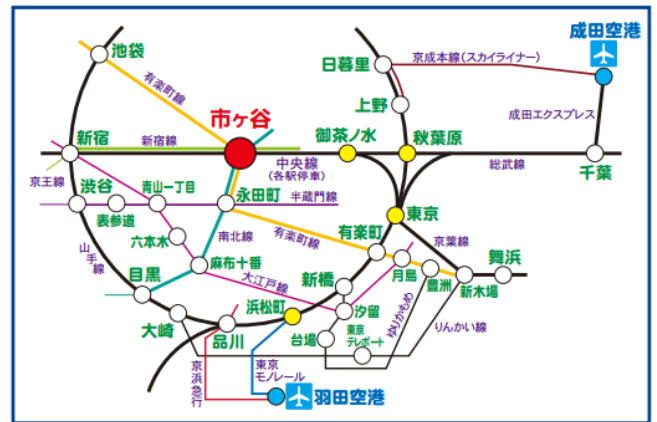 成田空港
池袋
日暮里
京成本線(スカイライナー)
有楽町線
上野
成田エクスプレス
市ヶ谷
新宿
新宿線
御茶ノ水
秋葉原
中央線
(各駅停車)
総武線
千葉
京王線
渋谷
青山一丁目
永田町
半蔵門線
表参道
東京
六本木
南北線
有楽町線
有楽町
京葉線
舞浜
山手線
麻布十番
月島
豊洲
新木場
目黒
大江戸線
新橋
浜松町
汐留
ゆりかもめ
りんかい線
大崎
品川
台場
東京
テレポート
京浜急行
東京
モノレール
羽田空港